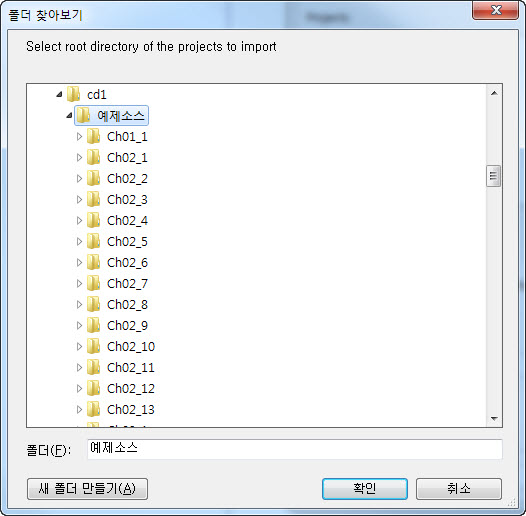 폴더 찾아보기
Projects
Select root directory of the projects to import
cd1
예제소스
Ch01_1
Ch02_1
Ch02_2
Ch02_3
Ch02_4
Ch02_5
Ch02_6
Ch02_7
Ch02_8
Ch02_9
Ch02_10
Ch02_11
Ch02_12
Ch02_13
폴더(F): 예제소스
새 폴더 만들기(A) 확인 취소